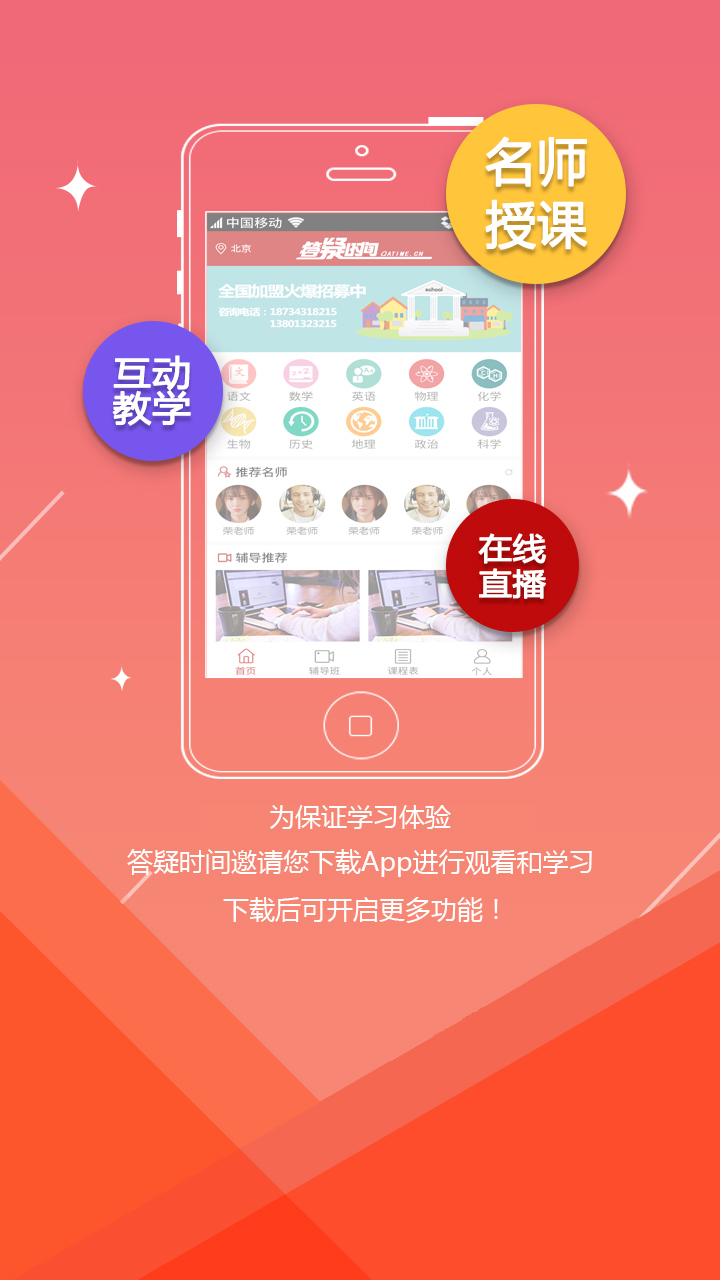 名师
授课
中国移动
北京
答疑时间 QATIME.CN
全国加盟火爆招募中
school
咨询电话：18734318215
13801323215
互动
教学
语文 数学 英语 物理 化学
生物 历史 地理 政治 科学
推荐名师
荣老师 荣老师 荣老师 荣老师
在线
直播
辅导推荐
首页 辅导班 课程表 个人
为保证学习体验
答疑时间邀请您下载App进行观看和学习
下载后可开启更多功能！